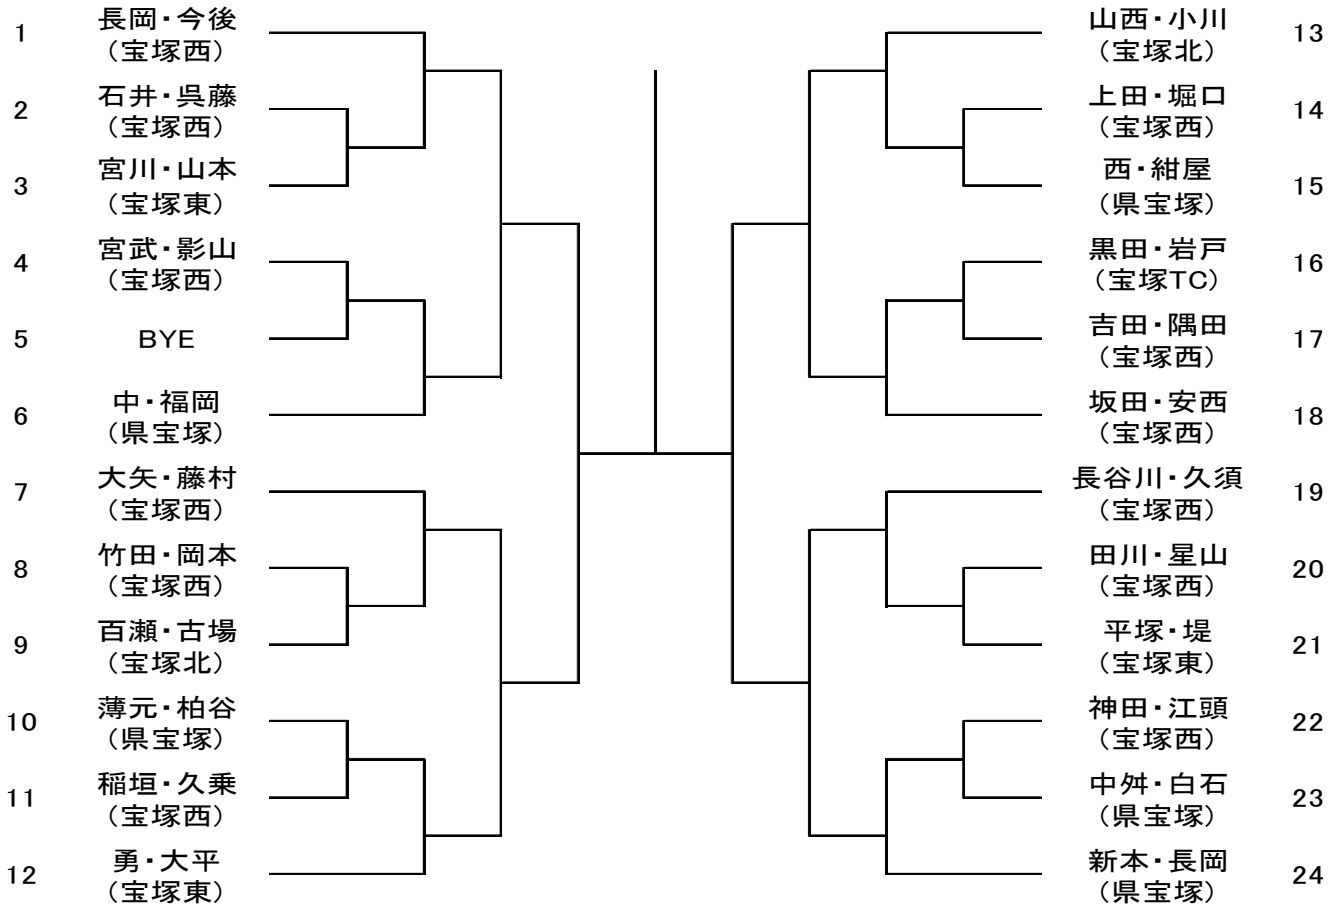 1
長岡・今後
(宝塚西)
2
石井・呉藤
(宝塚西)
3
宮川・山本
(宝塚東)
4
宮武・影山
(宝塚西)
5
BYE
6
中・福岡
(県宝塚)
7
大矢・藤村
(宝塚西)
8
竹田・岡本
(宝塚西)
9
百瀬・古場
(宝塚北)
10
薄元・柏谷
(県宝塚)
11
稲垣・久乗
(宝塚西)
12
勇・大平
(宝塚東)
山西・小川
(宝塚北)
13
上田・堀口
(宝塚西)
14
西・紺屋
(県宝塚)
15
黒田・岩戸
(宝塚TC)
16
吉田・隅田
(宝塚西)
17
坂田・安西
(宝塚西)
18
長谷川・久須
(宝塚西)
19
田川・星山
(宝塚西)
20
平塚・堤
(宝塚東)
21
神田・江頭
(宝塚西)
22
中舛・白石
(県宝塚)
23
新本・長岡
(県宝塚)
24